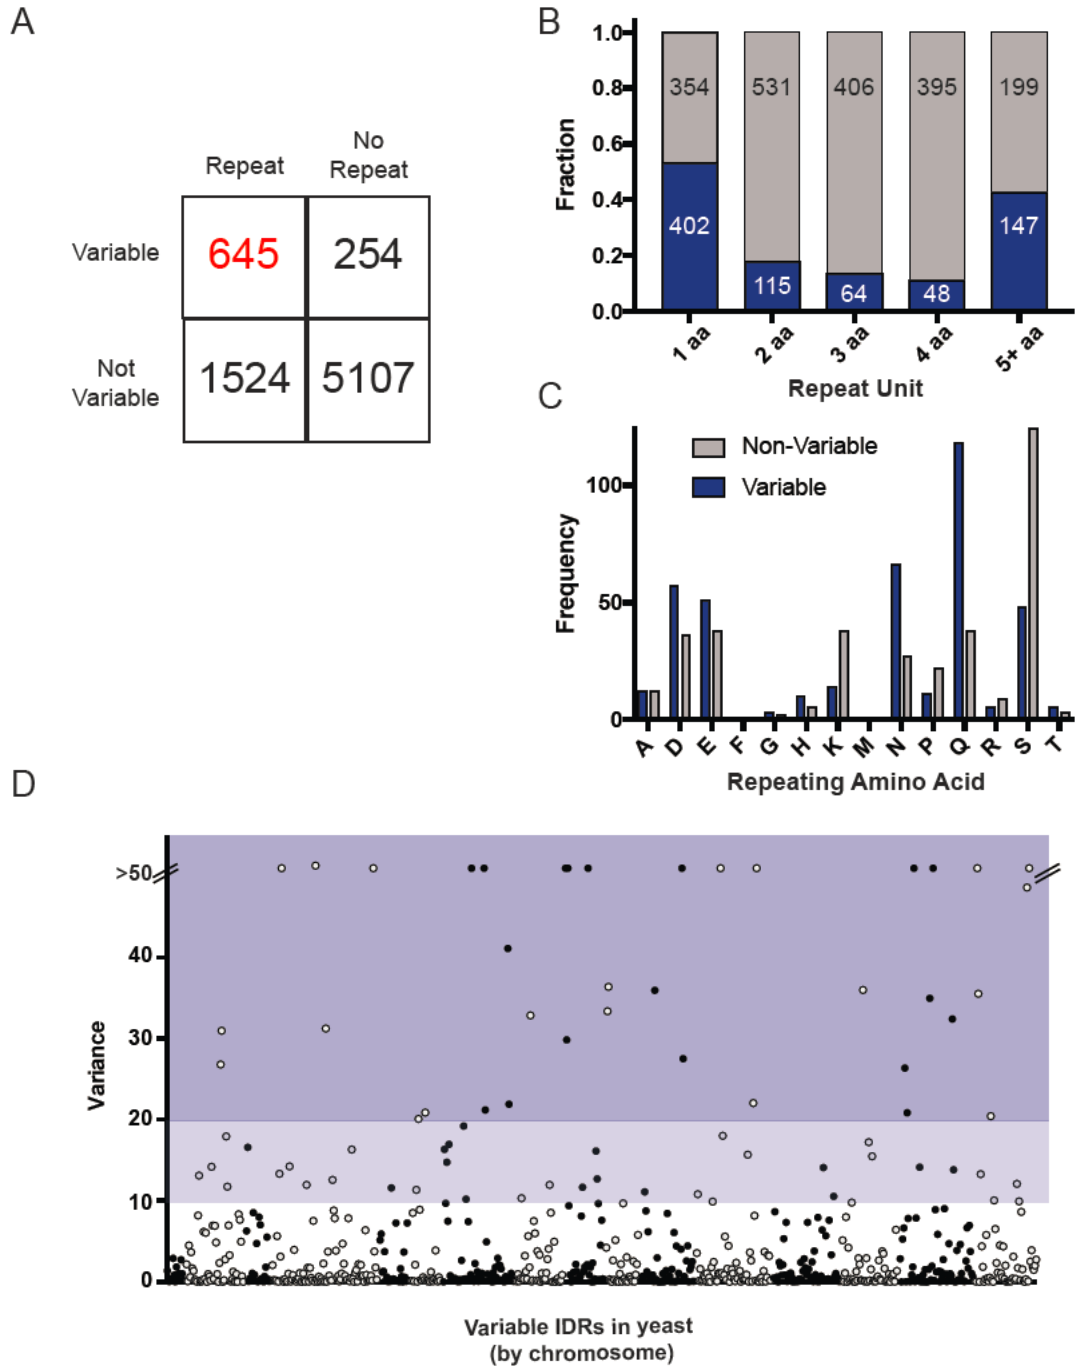 A
No
Repeat
Repeat
Variable
645
254
Not
Variable
1524
5107
B
Fraction
1.0
0.8
0.6
0.4
0.2
0.0
354
531
406
395
199
402
115
64
48
147
1 aa
2 aa
3 aa
4 aa
5+ aa
Repeat Unit
C
Frequency
100
50
0
Non-Variable
Variable
A D E F G H K M N P Q R S T
Repeating Amino Acid
D
Variance
>50
40
30
20
10
0
Variable IDRs in yeast
(by chromosome)